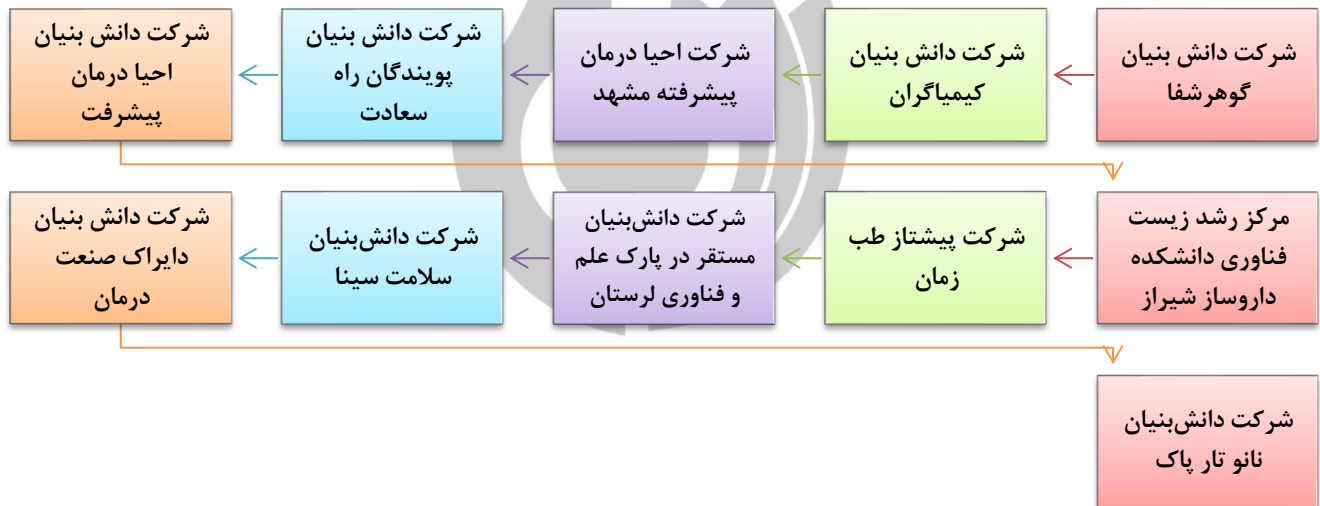 شرکت دانش بنیان
گوهرشفا
شرکت دانش بنیان
کیمیاگران
شرکت احیا درمان
پیشرفته مشهد
شرکت دانش بنیان
پویندگان راه
سعادت
شرکت دانش بنیان
احیا درمان
پیشرفت
مرکز رشد زیست
فناوری دانشکده
داروساز شیراز
شرکت پیشتاز طب
زمان
شرکت دانش‌بنیان
مستقر در پارک علم
و فناوری لرستان
شرکت دانش‌بنیان
سلامت سینا
شرکت دانش بنیان
دایراک صنعت
درمان
شرکت دانش‌بنیان
نانو تار پاک